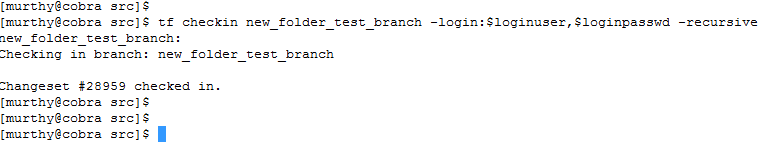 [murthy@cobra src]$
[murthy@cobra src]$ tf checkin new_folder_test_branch -login:$loginuser,$loginpasswd -recursive
new_folder_test_branch:
Checking in branch: new_folder_test_branch

Changeset #28959 checked in.
[murthy@cobra src]$
[murthy@cobra src]$
[murthy@cobra src]$